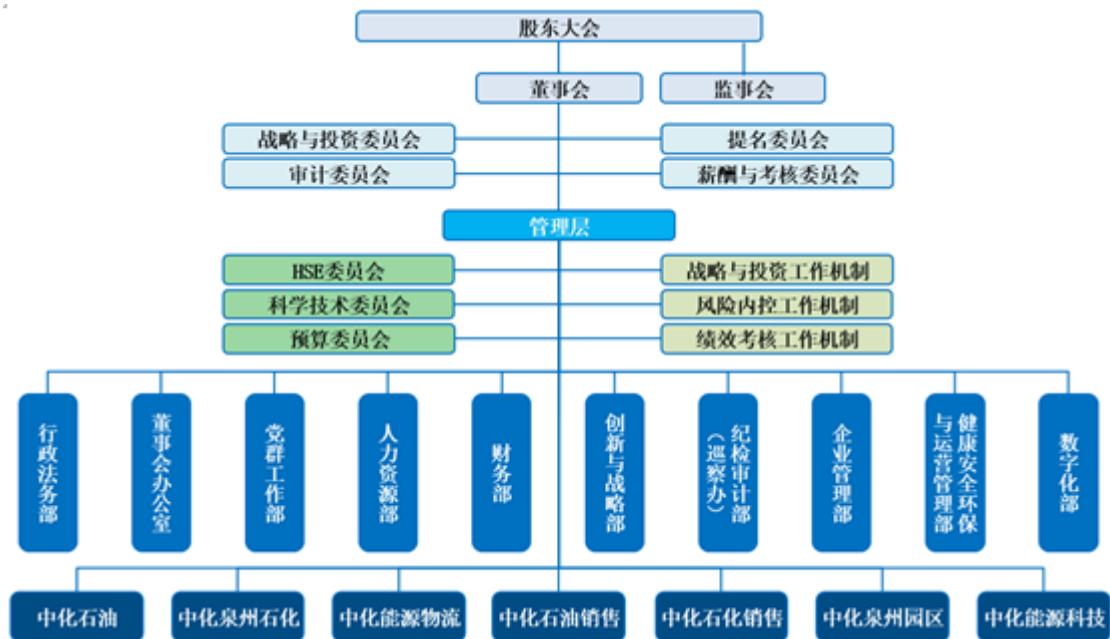 股东大会
董事会
监事会
战略与投资委员会
提名委员会
审计委员会
薪酬与考核委员会
管理层
HSE委员会
战略与投资工作机制
科学技术委员会
风险内控工作机制
预算委员会
绩效考核工作机制
行政法务部
董事会办公室
党群工作部
人力资源部
财务部
创新与战略部
纪检审计部
（巡察办）
企业管理部
健康安全环保
与运营管理部
数字化部
中化石油
中化泉州石化
中化能源物流
中化石油销售
中化石化销售
中化泉州园区
中化能源科技